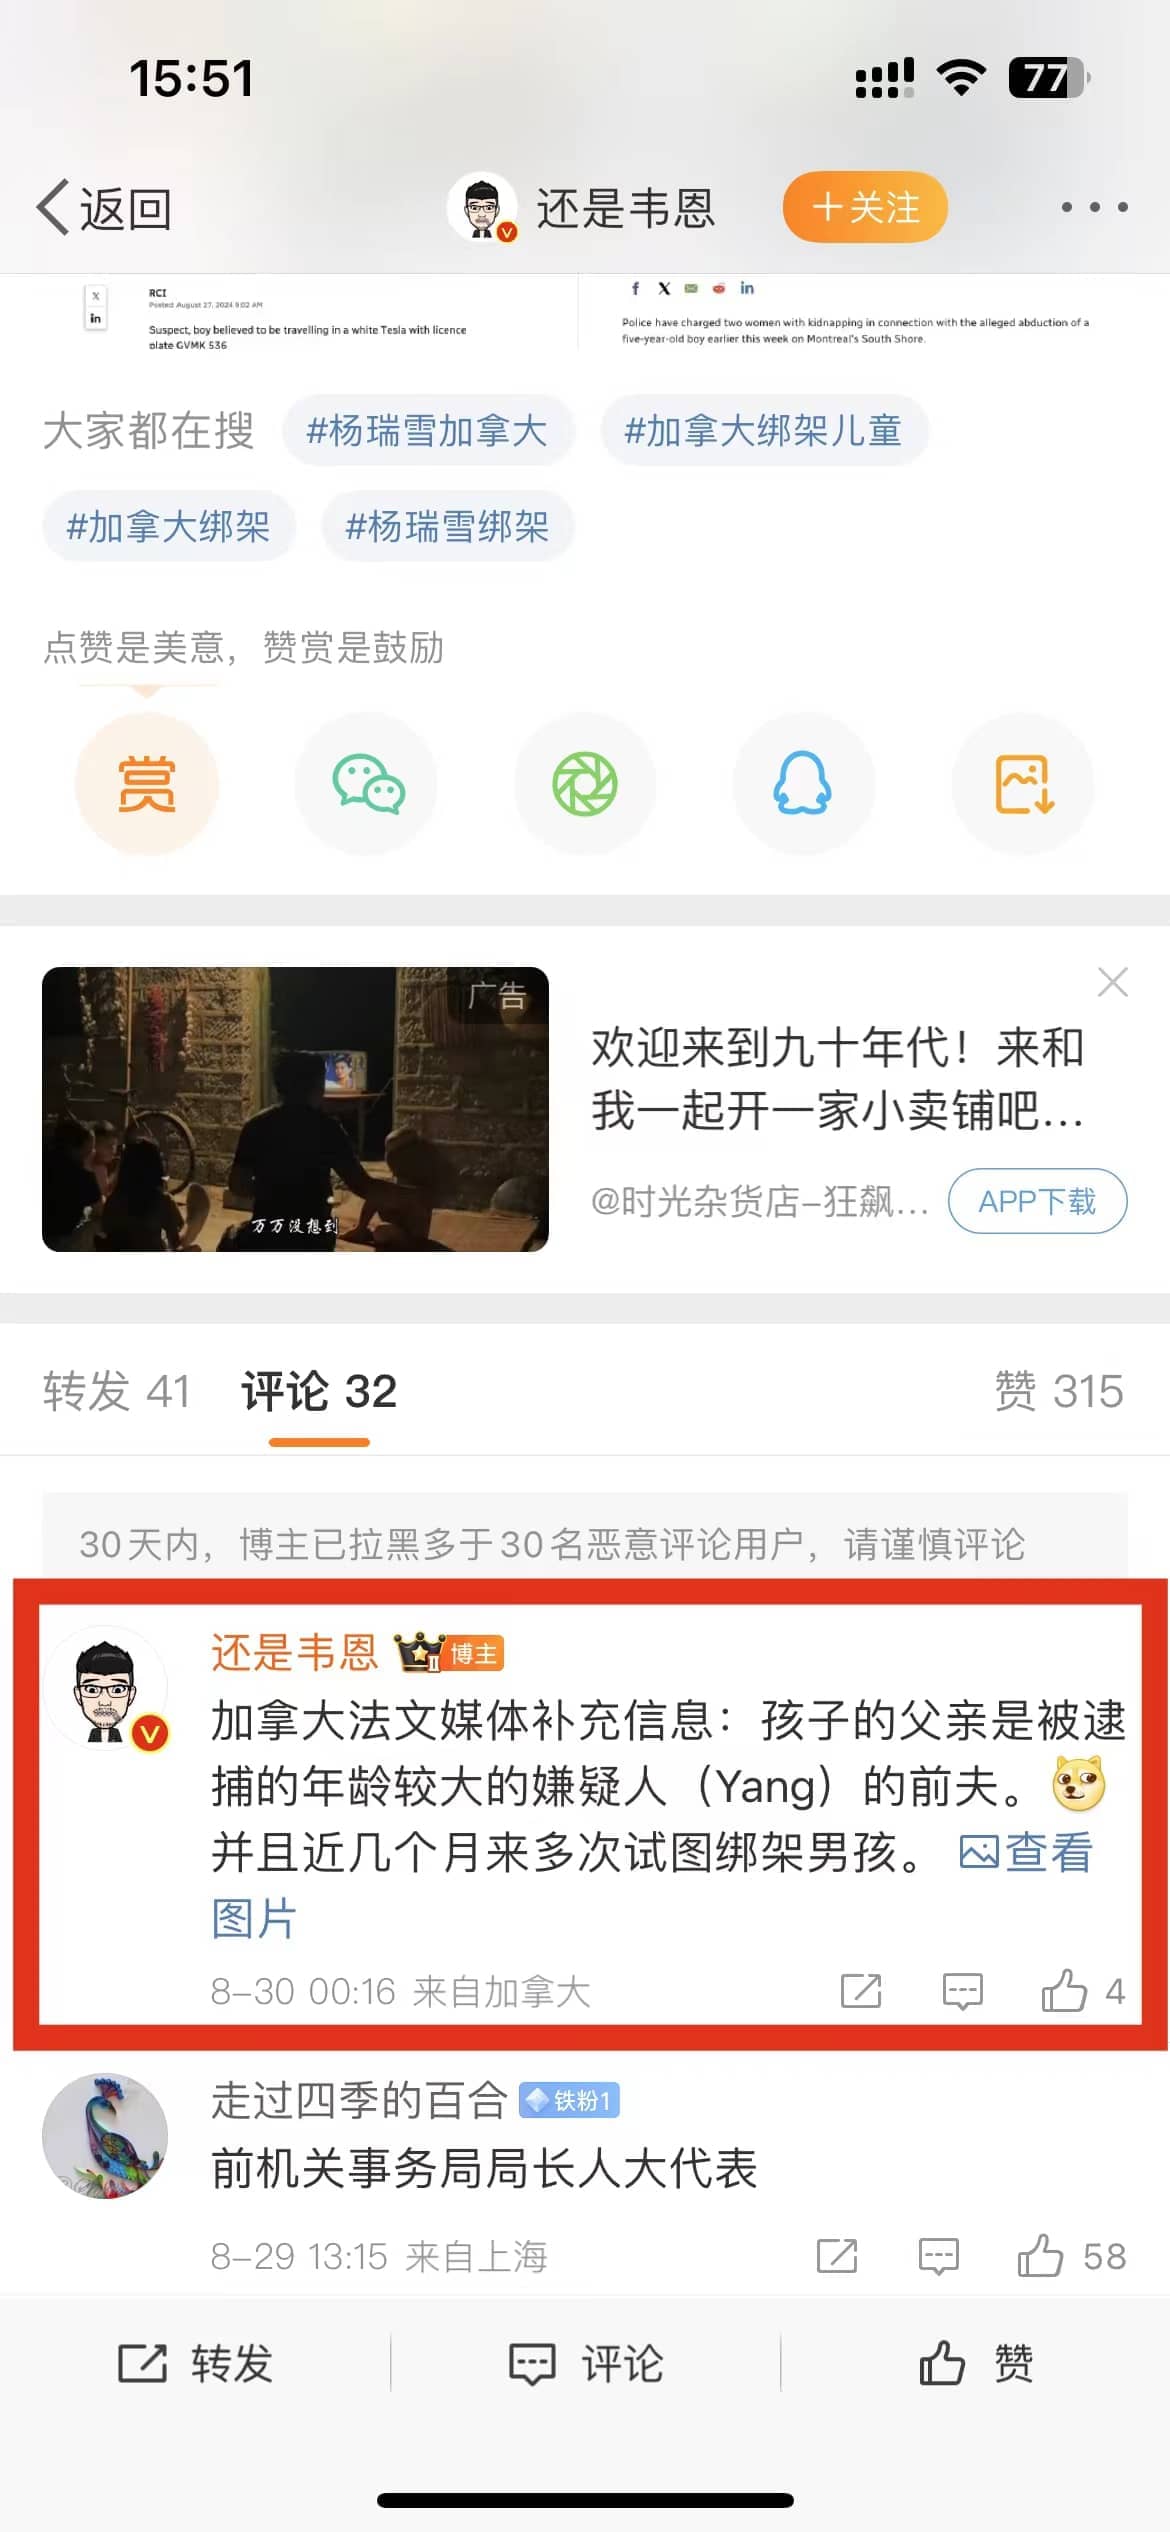 15:51
77
返回
还是韦恩
+关注
RCI
Posted August 27, 2024 9:02 AM
Suspect, boy believed to be travelling in a white Tesla with licence
plate GVMK 536
Police have charged two women with kidnapping in connection with the alleged abduction of a
five-year-old boy earlier this week on Montreal's South Shore.
大家都在搜
#杨瑞雪加拿大
#加拿大绑架儿童
#加拿大绑架
#杨瑞雪绑架
点赞是美意，赞赏是鼓励
赏
广告
万万没想到
欢迎来到九十年代！来和
我一起开一家小卖铺吧...
@时光杂货店-狂飙...
APP下载
转发 41
评论 32
赞 315
30天内，博主已拉黑多于30名恶意评论用户，请谨慎评论
还是韦恩
II
博主
加拿大法文媒体补充信息：孩子的父亲是被逮
捕的年龄较大的嫌疑人（Yang）的前夫。
并且近几个月来多次试图绑架男孩。 查看
图片
8-30 00:16 来自加拿大
4
走过四季的百合
铁粉1
前机关事务局局长人大代表
8-29 13:15 来自上海
58
转发
评论
赞